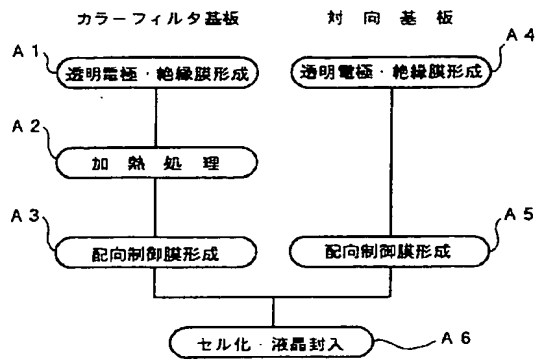 カラーフィルタ基板
対向基板
A1
透明電極・絶縁膜形成
A4
透明電極・絶縁膜形成
A2
加熱処理
A3
配向制御膜形成
A5
配向制御膜形成
A6
セル化・液晶封入